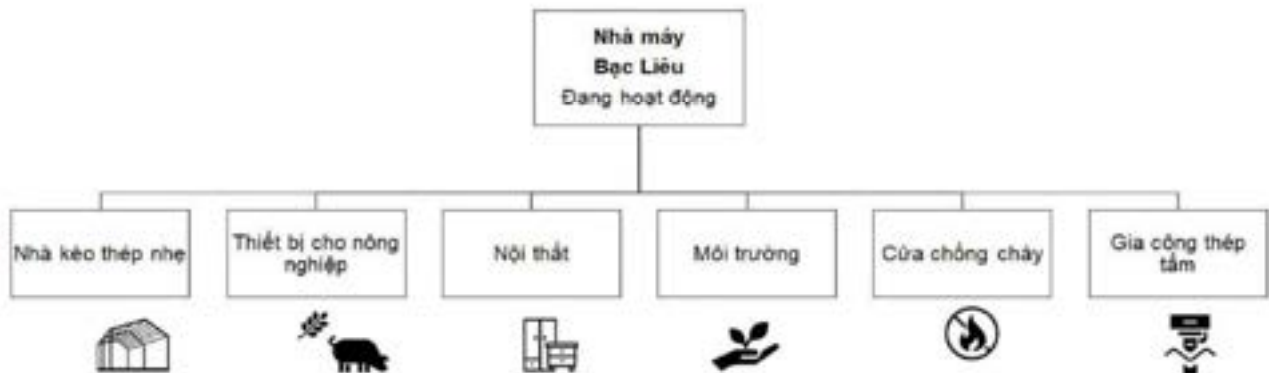 Nhà máy
Bạc Liêu
Đang hoạt động
Nhà kèo thép nhẹ
Thiết bị cho nông
nghiệp
Nội thất
Môi trường
Cửa chống cháy
Gia công thép
tấm